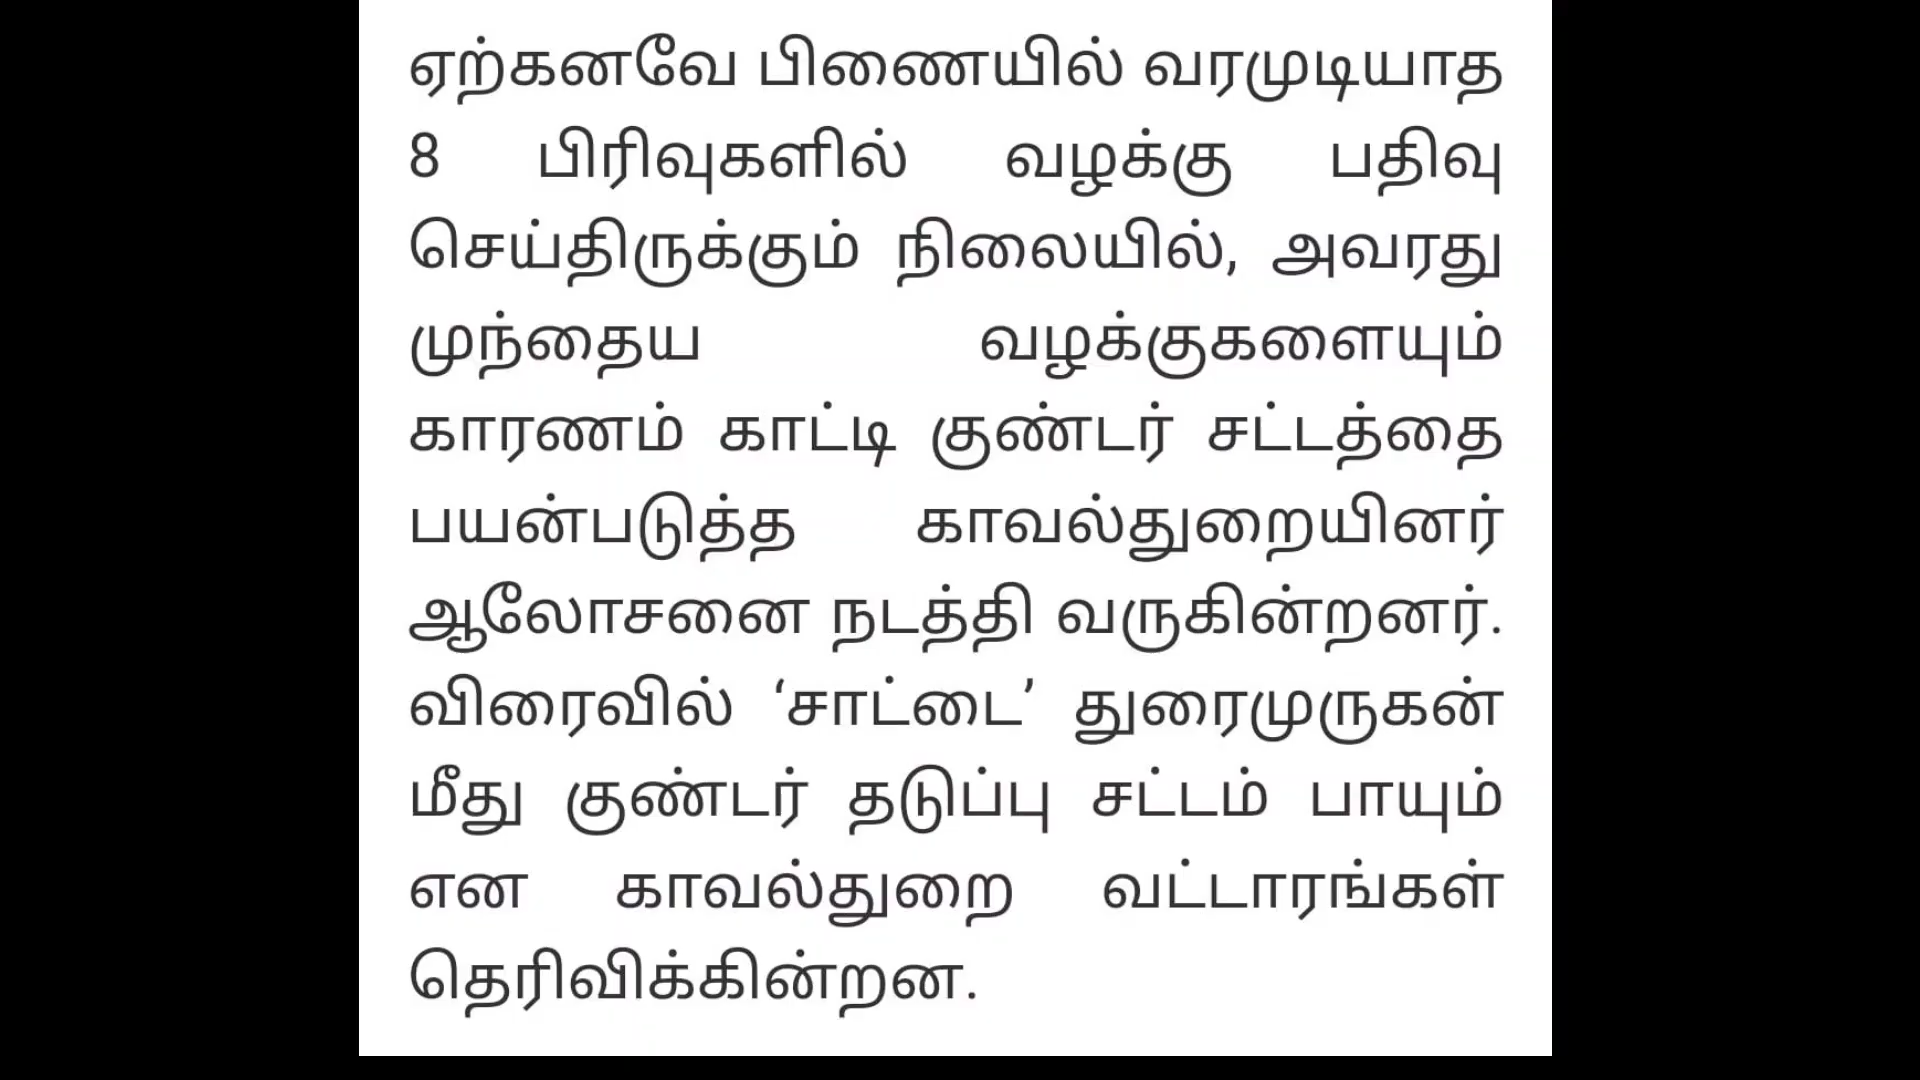 ஏற்கனவே பிணையில் வரமுடியாத
8 பிரிவுகளில் வழக்கு பதிவு
செய்திருக்கும் நிலையில், அவரது
முந்தைய வழக்குகளையும்
காரணம் காட்டி குண்டர் சட்டத்தை
பயன்படுத்த காவல்துறையினர்
ஆலோசனை நடத்தி வருகின்றனர்.
விரைவில் ‘சாட்டை’ துரைமுருகன்
மீது குண்டர் தடுப்பு சட்டம் பாயும்
என காவல்துறை வட்டாரங்கள்
தெரிவிக்கின்றன.